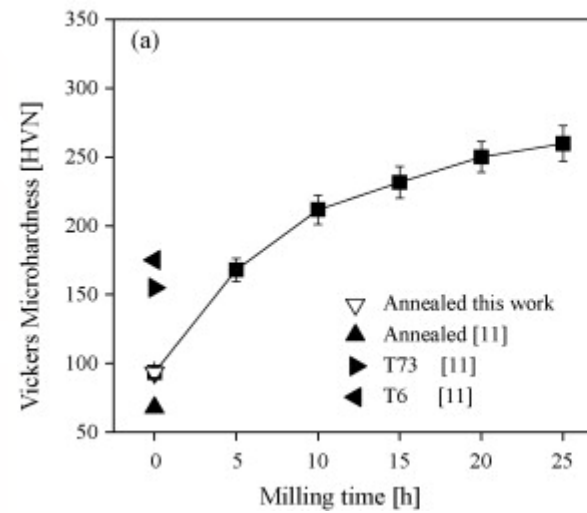 (a)
Vickers Microhardness [HVN]
350
300
250
200
150
100
50
Annealed this work
Annealed [11]
T73 [11]
T6 [11]
0 5 10 15 20 25
Milling time [h]